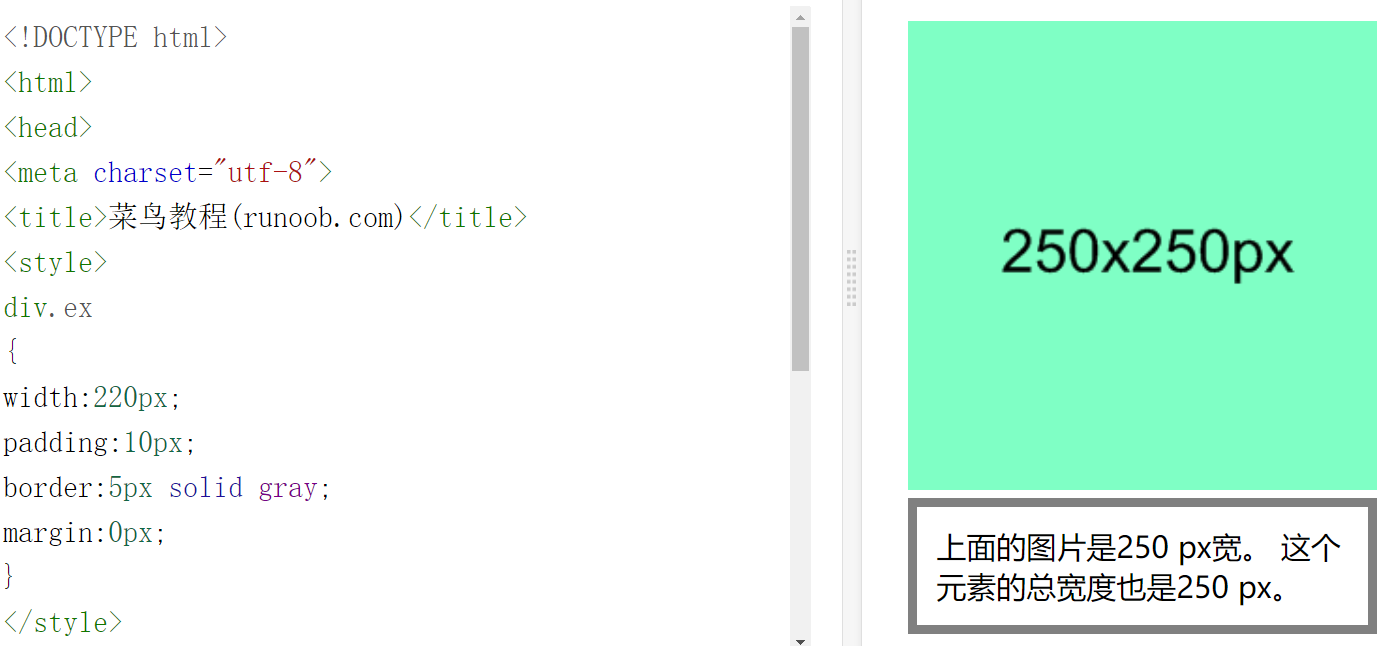 <!DOCTYPE html>
<html>
<head>
<meta charset="utf-8">
<title>菜鸟教程(runoob.com)</title>
<style>
div.ex
{
width:220px;
padding:10px;
border:5px solid gray;
margin:0px;
}
</style>
250x250px
上面的图片是250 px宽。 这个
元素的总宽度也是250 px。